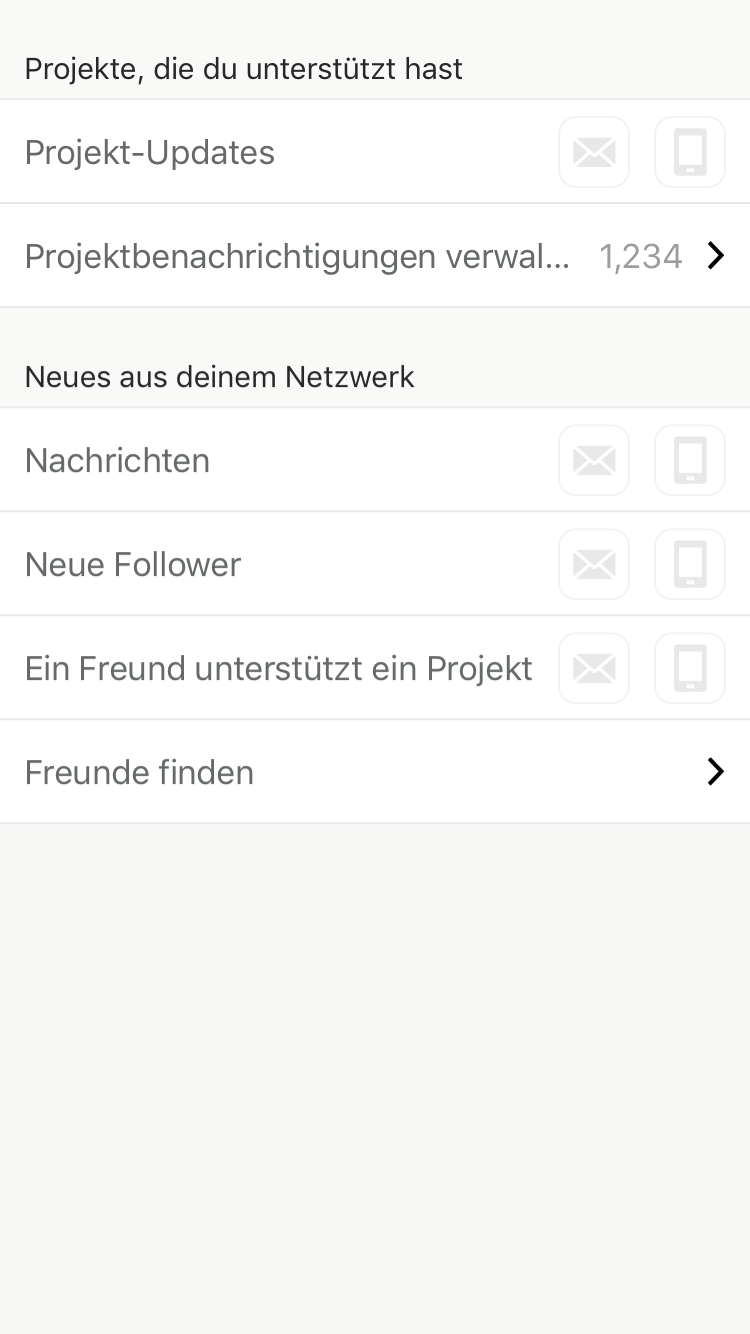 Projekte, die du unterstützt hast
Projekt-Updates
Projektbenachrichtigungen verwal... 1,234
Neues aus deinem Netzwerk
Nachrichten
Neue Follower
Ein Freund unterstützt ein Projekt
Freunde finden